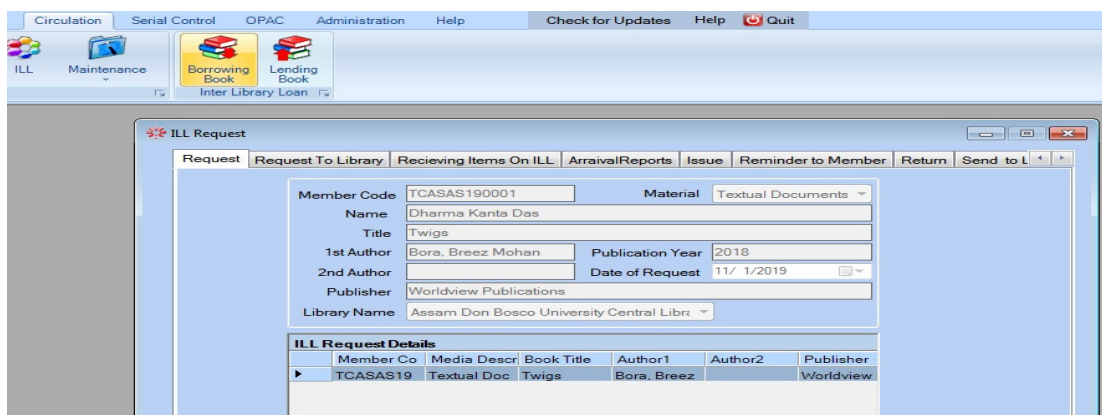 Circulation Serial Control OPAC Administration Help Check for Updates Help Quit
ILL Maintenance Borrowing Book Lending Book
Inter Library Loan
ILL Request
Request Request To Library Recieving Items On ILL ArraivalReports Issue Reminder to Member Return Send to L
Member Code TCASAS190001 Material Textual Documents
Name Dharma Kanta Das
Title Twigs
1st Author Bora, Breez Mohan Publication Year 2018
2nd Author Date of Request 11/ 1/2019
Publisher Worldview Publications
Library Name Assam Don Bosco University Central Libra
ILL Request Details
Member Co Media Descr Book Title Author1 Author2 Publisher
TCASAS19 Textual Doc Twigs Bora, Breez Worldview